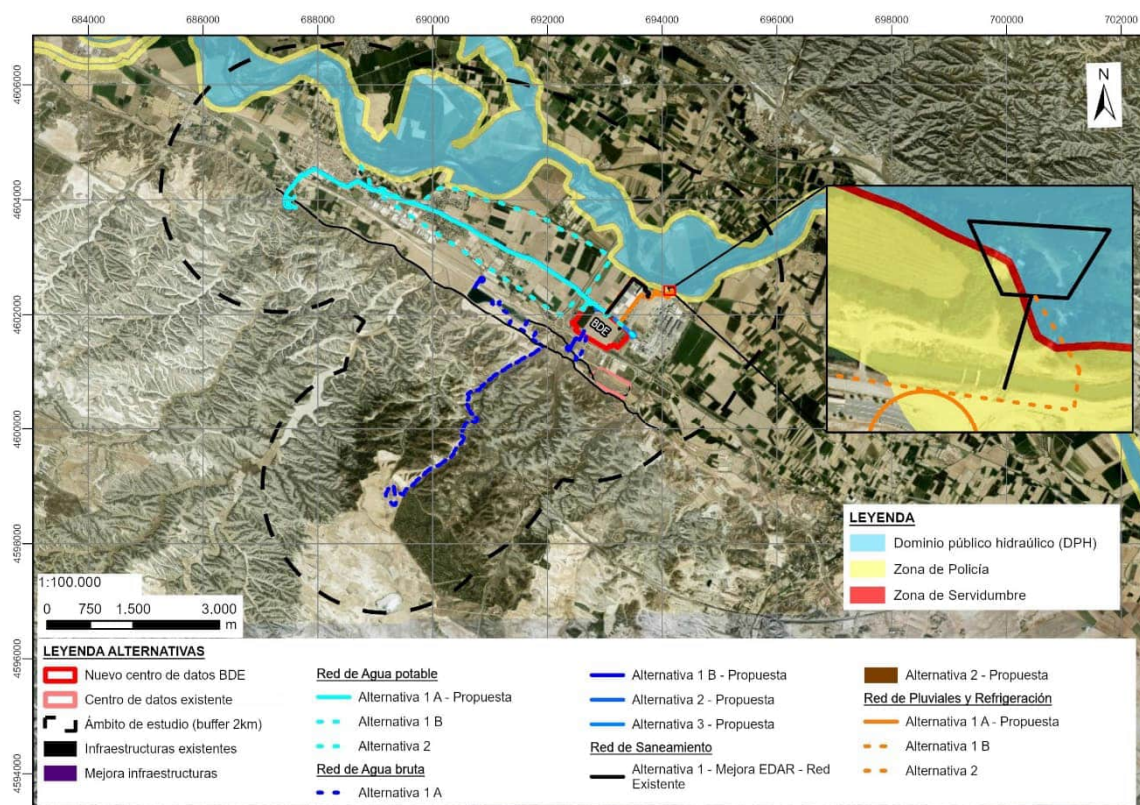 684000 686000 688000 690000 692000 694000 696000 698000 700000 702000
4606000
4604000
4602000
4600000
4598000
4596000
4594000
N
BDE
LEYENDA
Dominio público hidraúlico (DPH)
Zona de Policía
Zona de Servidumbre
1:100.000
0 750 1.500 3.000
m
LEYENDA ALTERNATIVAS
Nuevo centro de datos BDE
Centro de datos existente
Ámbito de estudio (buffer 2km)
Infraestructuras existentes
Mejora infraestructuras
Red de Agua potable
Alternativa 1 A - Propuesta
Alternativa 1 B
Alternativa 2
Red de Agua bruta
Alternativa 1 A
Alternativa 1 B - Propuesta
Alternativa 2 - Propuesta
Alternativa 3 - Propuesta
Red de Saneamiento
Alternativa 1 - Mejora EDAR - Red
Existente
Alternativa 2 - Propuesta
Red de Pluviales y Refrigeración
Alternativa 1 A - Propuesta
Alternativa 1 B
Alternativa 2